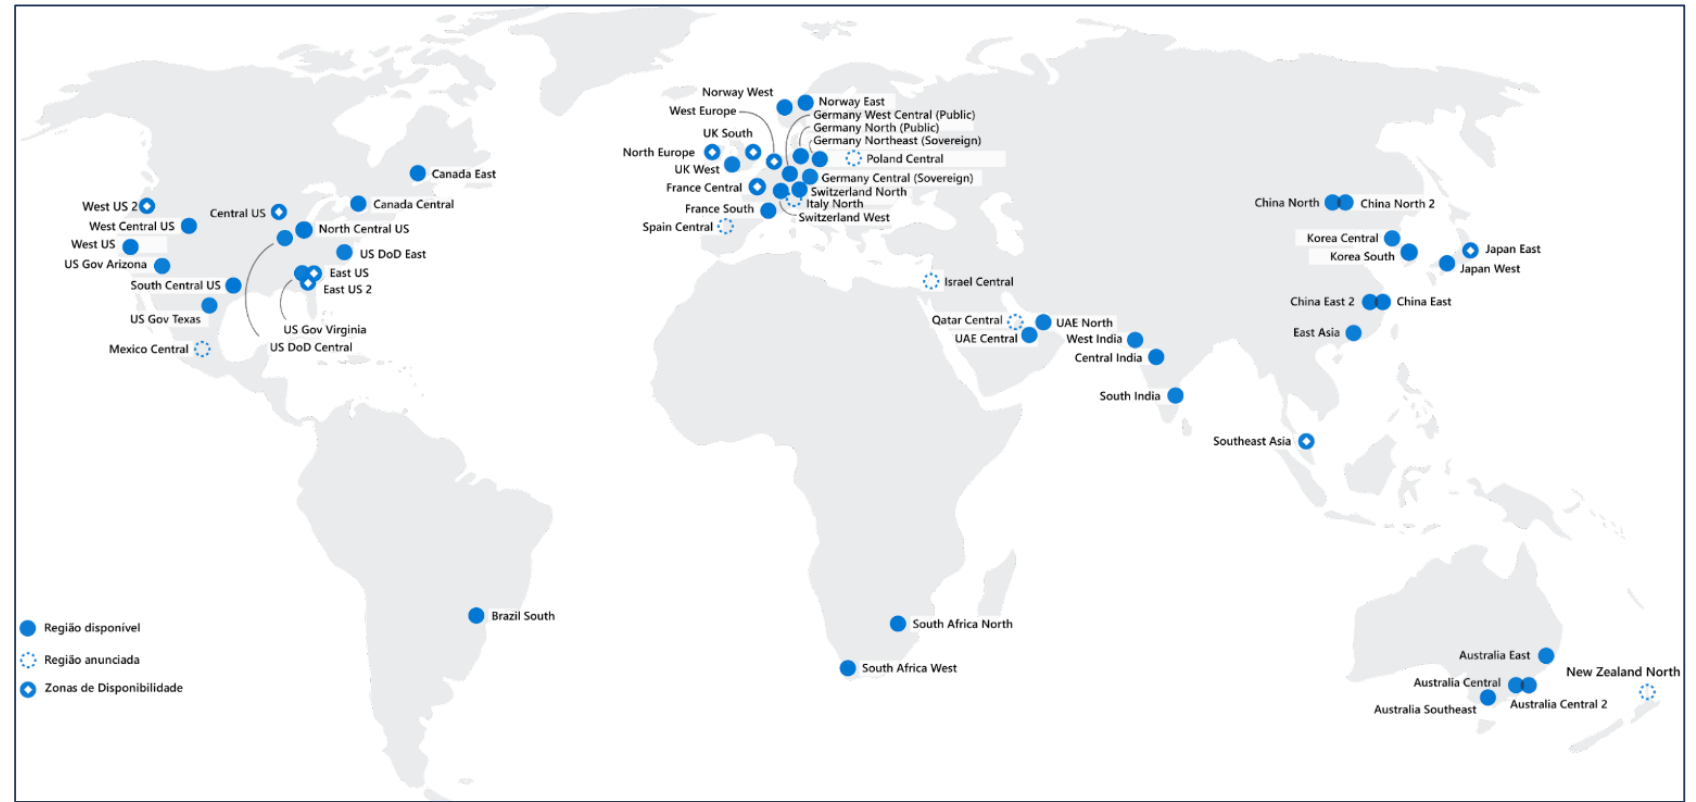 Norway West
Norway East
West Europe
Germany West Central (Public)
Germany North (Public)
UK South
Germany Northeast (Sovereign)
North Europe
Poland Central
UK West
Germany Central (Sovereign)
France Central
Switzerland North
Italy North
France South
Switzerland West
Spain Central
Canada East
West US 2
Central US
Canada Central
West Central US
North Central US
West US
US DoD East
US Gov Arizona
East US
South Central US
East US 2
US Gov Texas
US Gov Virginia
US DoD Central
Mexico Central
Israel Central
Qatar Central
UAE North
UAE Central
West India
Central India
South India
China North
China North 2
Korea Central
Japan East
Korea South
Japan West
China East 2
China East
East Asia
Southeast Asia
Brazil South
South Africa North
South Africa West
Australia East
New Zealand North
Australia Central
Australia Central 2
Australia Southeast
Região disponível
Região anunciada
Zonas de Disponibilidade